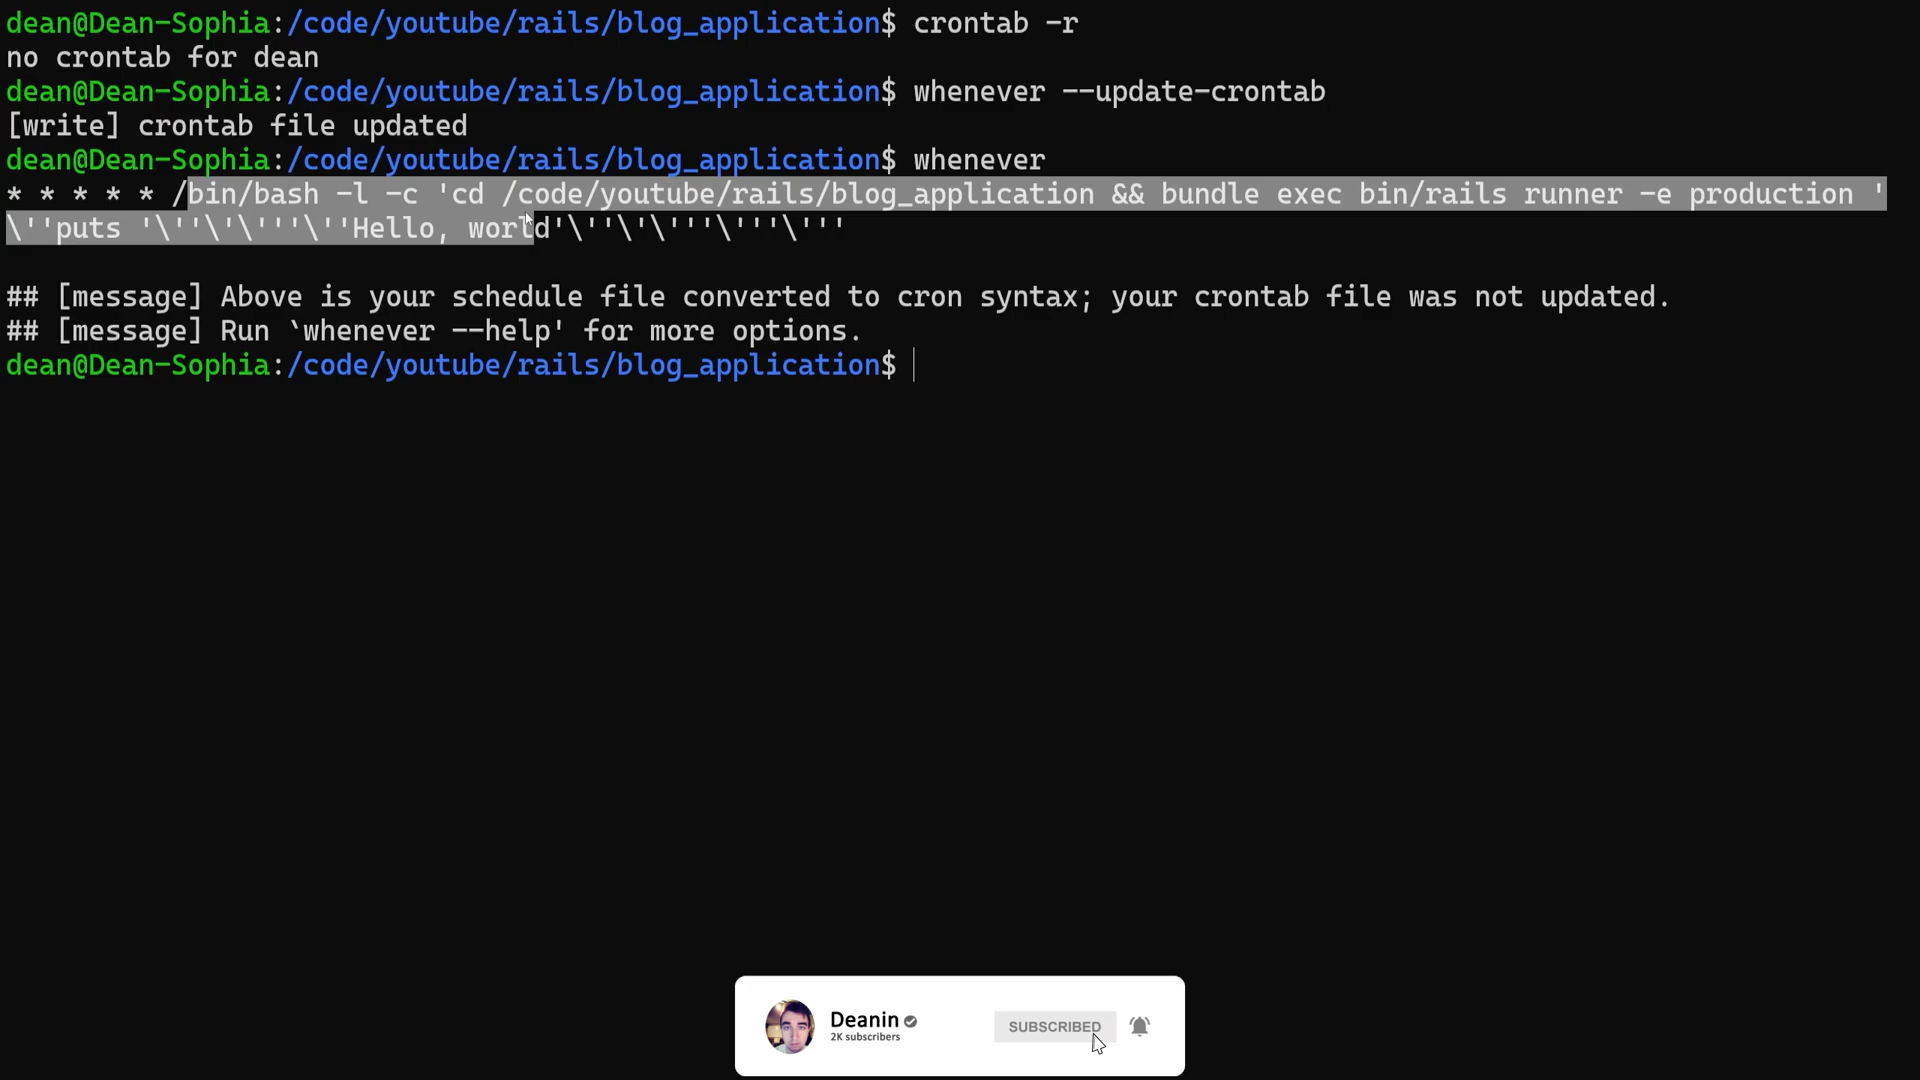 dean@Dean-Sophia:/code/youtube/rails/blog_application$ crontab -r
no crontab for dean
dean@Dean-Sophia:/code/youtube/rails/blog_application$ whenever --update-crontab
[write] crontab file updated
dean@Dean-Sophia:/code/youtube/rails/blog_application$ whenever
* * * * * /bin/bash -l -c 'cd /code/youtube/rails/blog_application && bundle exec bin/rails runner -e production '
\''puts '\''\'\'''\''Hello, world'\''\'\'''\'''\'''
## [message] Above is your schedule file converted to cron syntax; your crontab file was not updated.
## [message] Run `whenever --help' for more options.
dean@Dean-Sophia:/code/youtube/rails/blog_application$
Deanin
2K subscribers
SUBSCRIBED